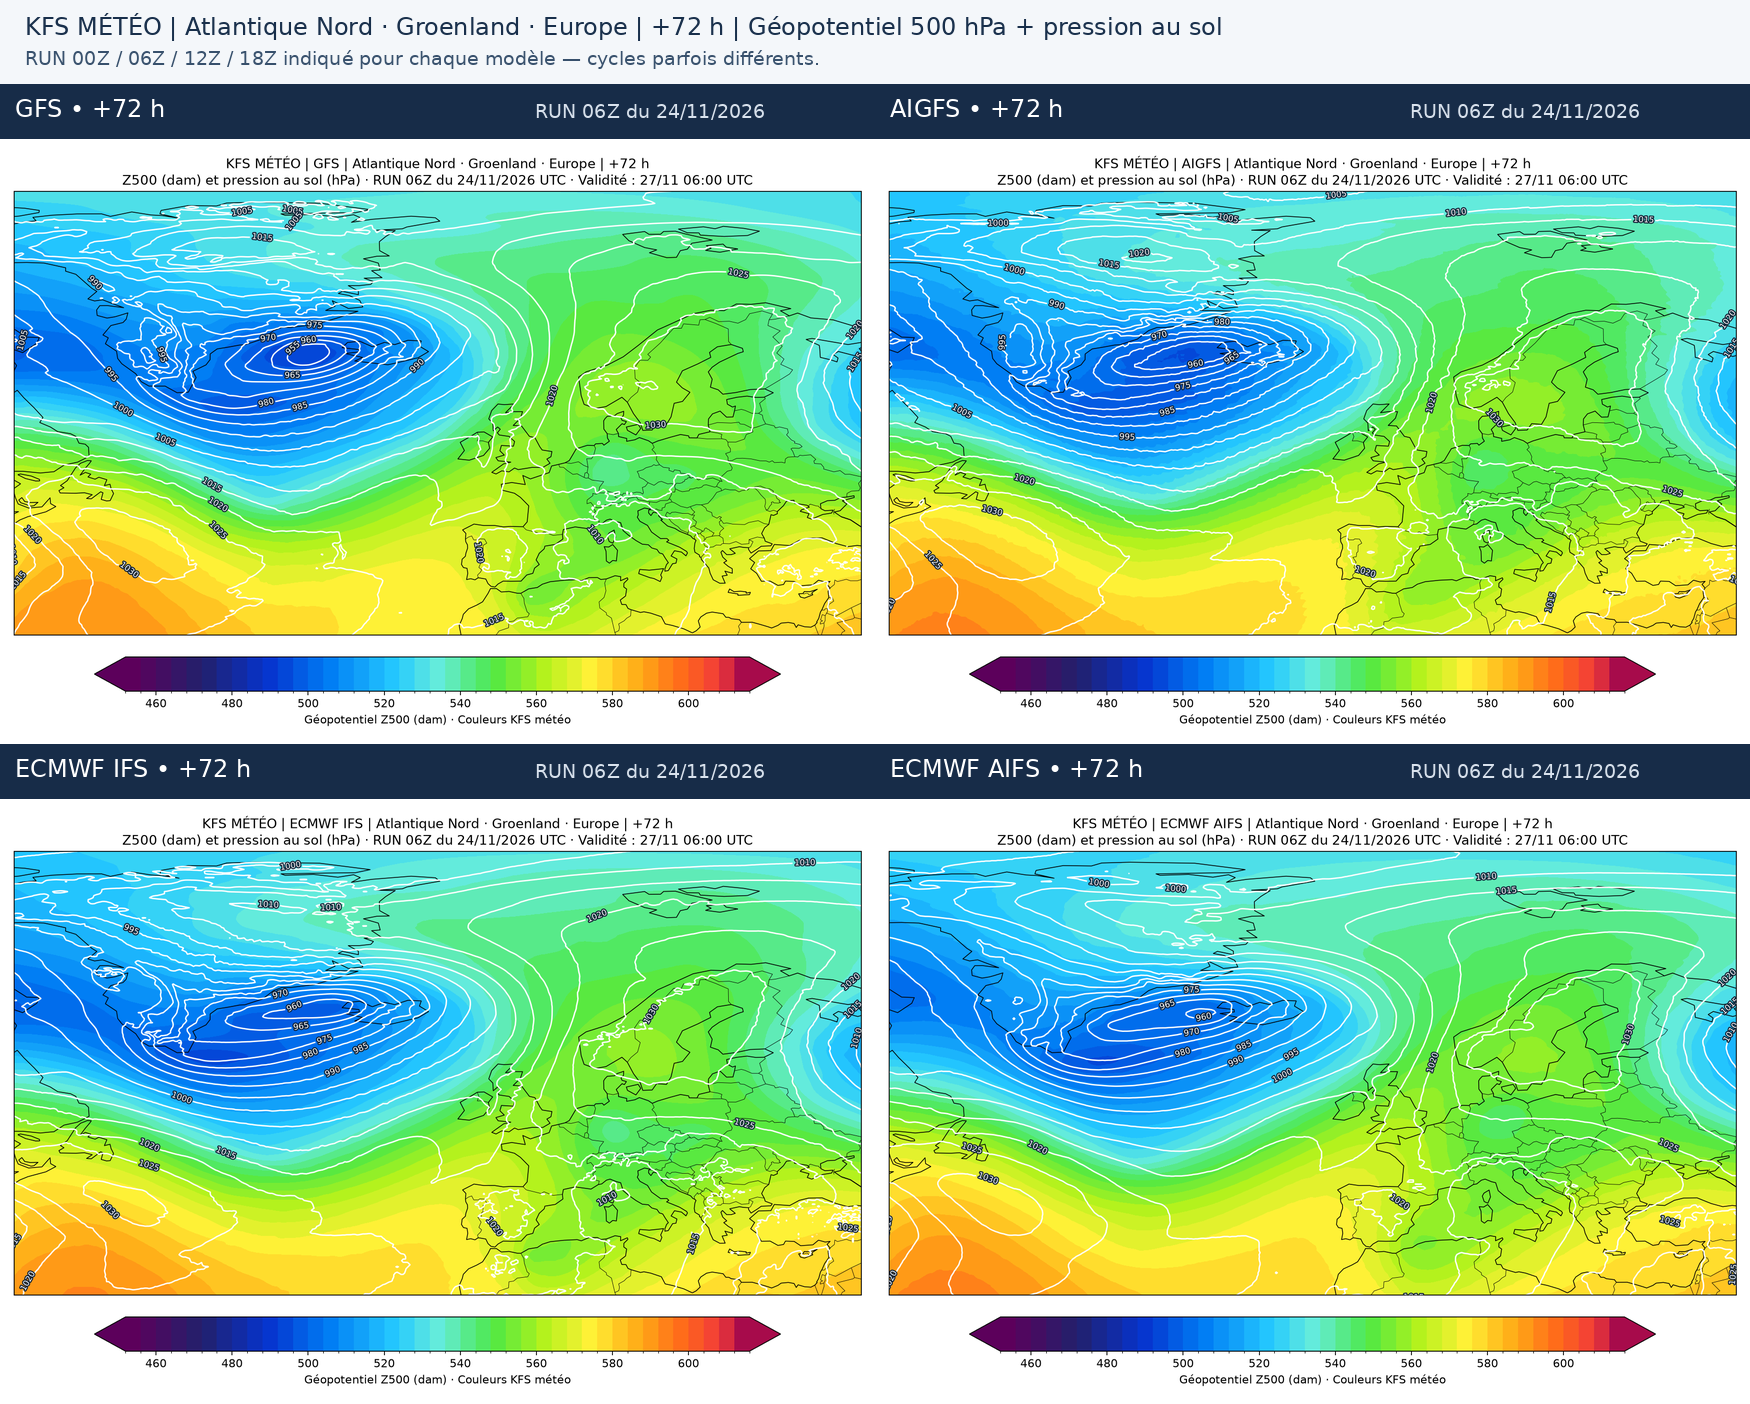 KFS MÉTÉO | Atlantique Nord · Groenland · Europe | +72 h | Géopotentiel 500 hPa + pression au sol
RUN 00Z / 06Z / 12Z / 18Z indiqué pour chaque modèle — cycles parfois différents.
GFS • +72 h
RUN 06Z du 24/11/2026
KFS MÉTÉO | GFS | Atlantique Nord · Groenland · Europe | +72 h
Z500 (dam) et pression au sol (hPa) · RUN 06Z du 24/11/2026 UTC · Validité : 27/11 06:00 UTC
460 480 500 520 540 560 580 600
Géopotentiel Z500 (dam) · Couleurs KFS météo
AIGFS • +72 h
RUN 06Z du 24/11/2026
KFS MÉTÉO | AIGFS | Atlantique Nord · Groenland · Europe | +72 h
Z500 (dam) et pression au sol (hPa) · RUN 06Z du 24/11/2026 UTC · Validité : 27/11 06:00 UTC
460 480 500 520 540 560 580 600
Géopotentiel Z500 (dam) · Couleurs KFS météo
ECMWF IFS • +72 h
RUN 06Z du 24/11/2026
KFS MÉTÉO | ECMWF IFS | Atlantique Nord · Groenland · Europe | +72 h
Z500 (dam) et pression au sol (hPa) · RUN 06Z du 24/11/2026 UTC · Validité : 27/11 06:00 UTC
460 480 500 520 540 560 580 600
Géopotentiel Z500 (dam) · Couleurs KFS météo
ECMWF AIFS • +72 h
RUN 06Z du 24/11/2026
KFS MÉTÉO | ECMWF AIFS | Atlantique Nord · Groenland · Europe | +72 h
Z500 (dam) et pression au sol (hPa) · RUN 06Z du 24/11/2026 UTC · Validité : 27/11 06:00 UTC
460 480 500 520 540 560 580 600
Géopotentiel Z500 (dam) · Couleurs KFS météo